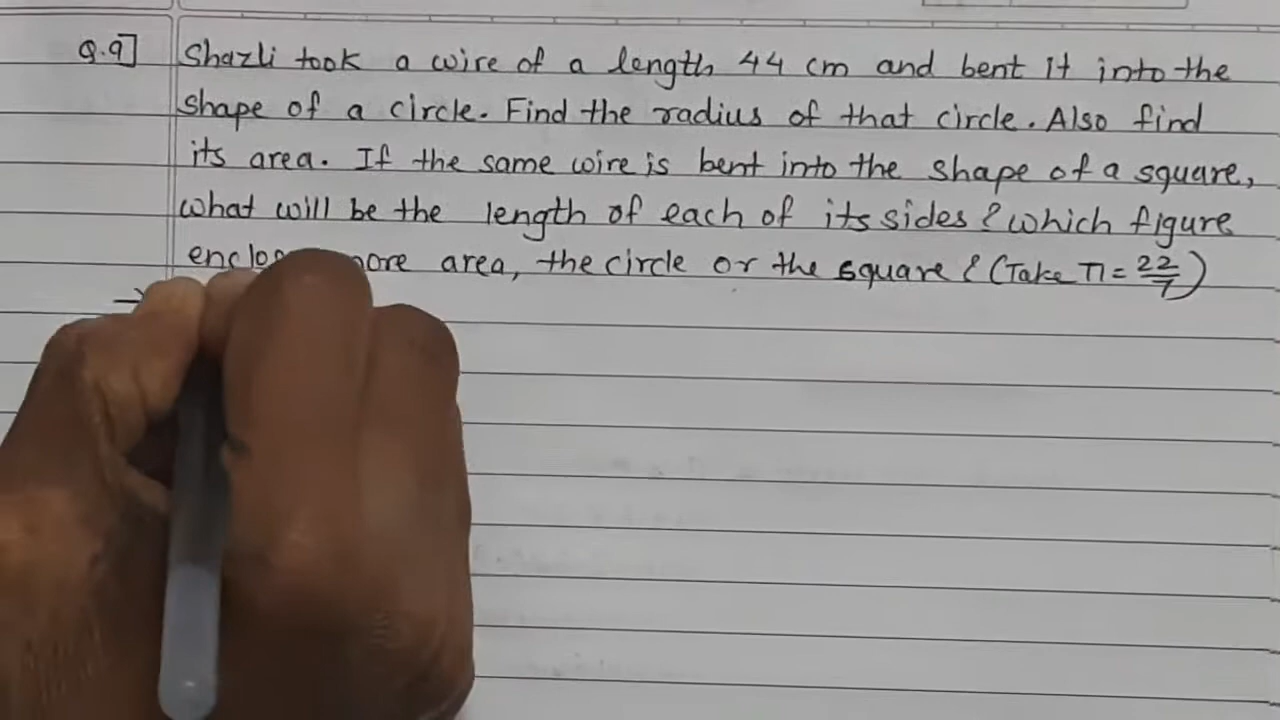 Q.9] Shazli took a wire of a length 44 cm and bent it into the
shape of a circle. Find the radius of that circle. Also find
its area. If the same wire is bent into the shape of a square,
what will be the length of each of its sides? which figure
more area, the circle or the square? (Take π = 22/7)
→